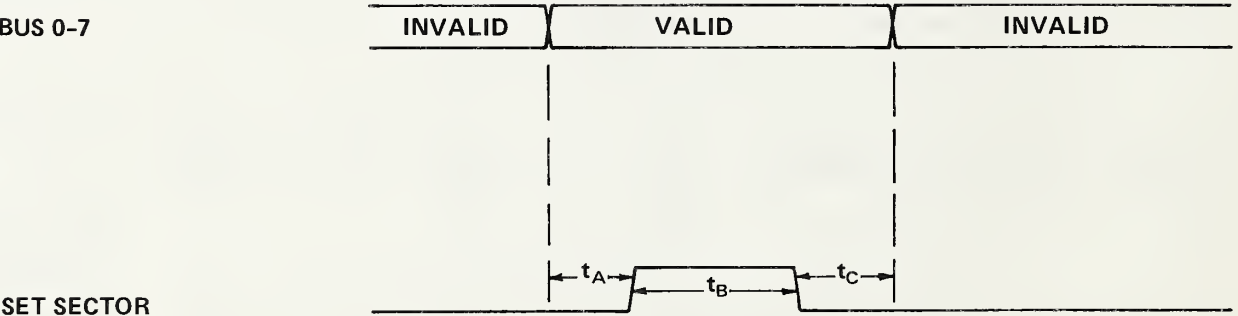 BUS 0-7
INVALID VALID INVALID
tA tB tC
SET SECTOR